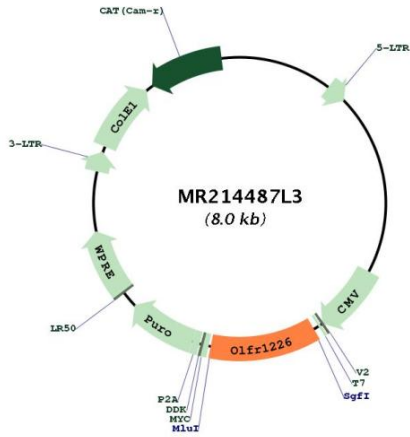 CAT(Cam-r)
5-LTR
ColE1
3-LTR
MR214487L3
(8.0 kb)
WPRE
CMV
LR50
Puro
Olfr1226
V2
T7
SgfI
P2A
DDK
MYC
MluI